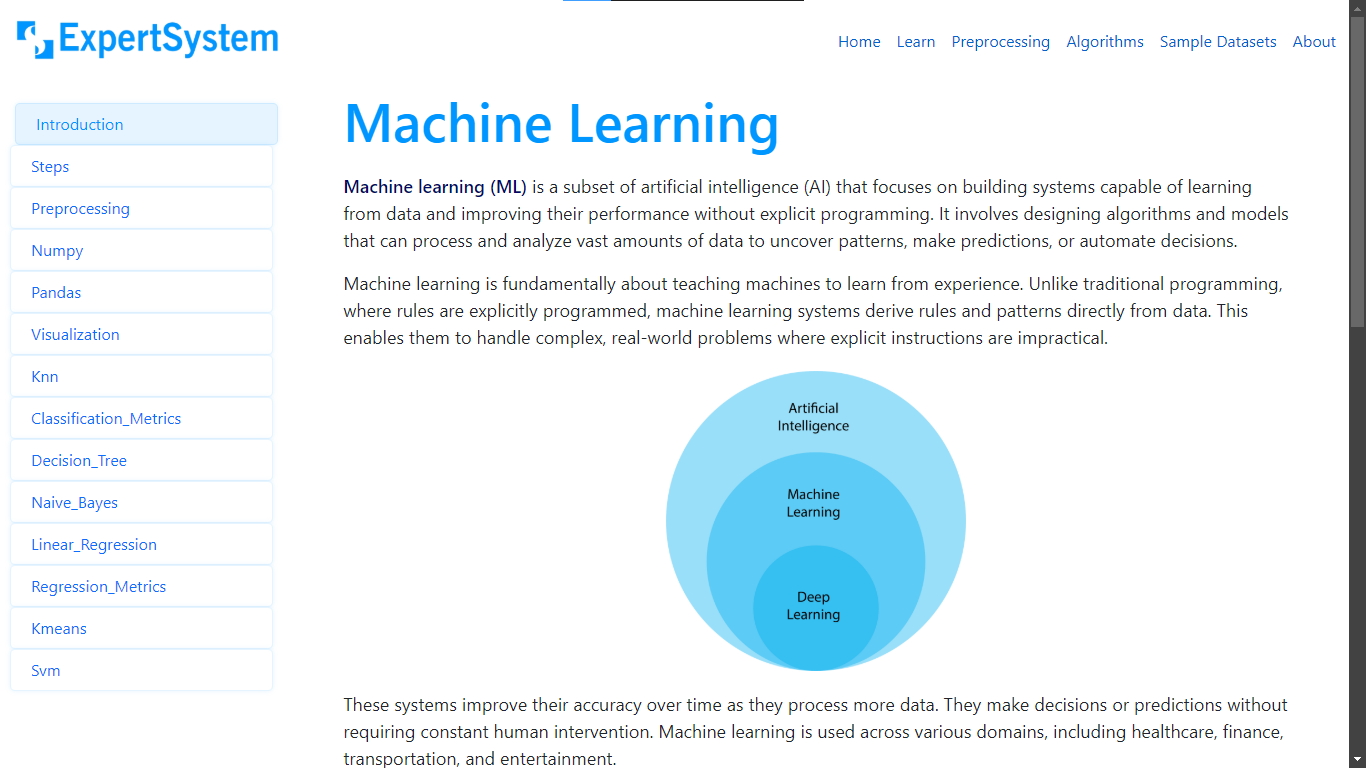 ExpertSystem
Home Learn Preprocessing Algorithms Sample Datasets About
Introduction
Steps
Preprocessing
Numpy
Pandas
Visualization
Knn
Classification_Metrics
Decision_Tree
Naive_Bayes
Linear_Regression
Regression_Metrics
Kmeans
Svm
Machine Learning
Machine learning (ML) is a subset of artificial intelligence (AI) that focuses on building systems capable of learning
from data and improving their performance without explicit programming. It involves designing algorithms and models
that can process and analyze vast amounts of data to uncover patterns, make predictions, or automate decisions.
Machine learning is fundamentally about teaching machines to learn from experience. Unlike traditional programming,
where rules are explicitly programmed, machine learning systems derive rules and patterns directly from data. This
enables them to handle complex, real-world problems where explicit instructions are impractical.
Artificial
Intelligence
Machine
Learning
Deep
Learning
These systems improve their accuracy over time as they process more data. They make decisions or predictions without
requiring constant human intervention. Machine learning is used across various domains, including healthcare, finance,
transportation, and entertainment.